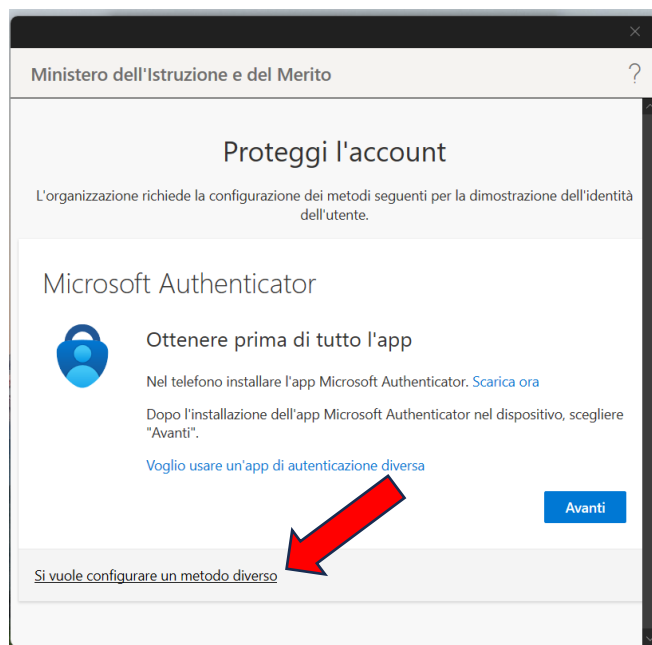 Ministero dell'Istruzione e del Merito
?
Proteggi l'account
L'organizzazione richiede la configurazione dei metodi seguenti per la dimostrazione dell'identità
dell'utente.
Microsoft Authenticator
Ottenere prima di tutto l'app
Nel telefono installare l'app Microsoft Authenticator. Scarica ora
Dopo l'installazione dell'app Microsoft Authenticator nel dispositivo, scegliere
"Avanti".
Voglio usare un'app di autenticazione diversa
Avanti
Si vuole configurare un metodo diverso